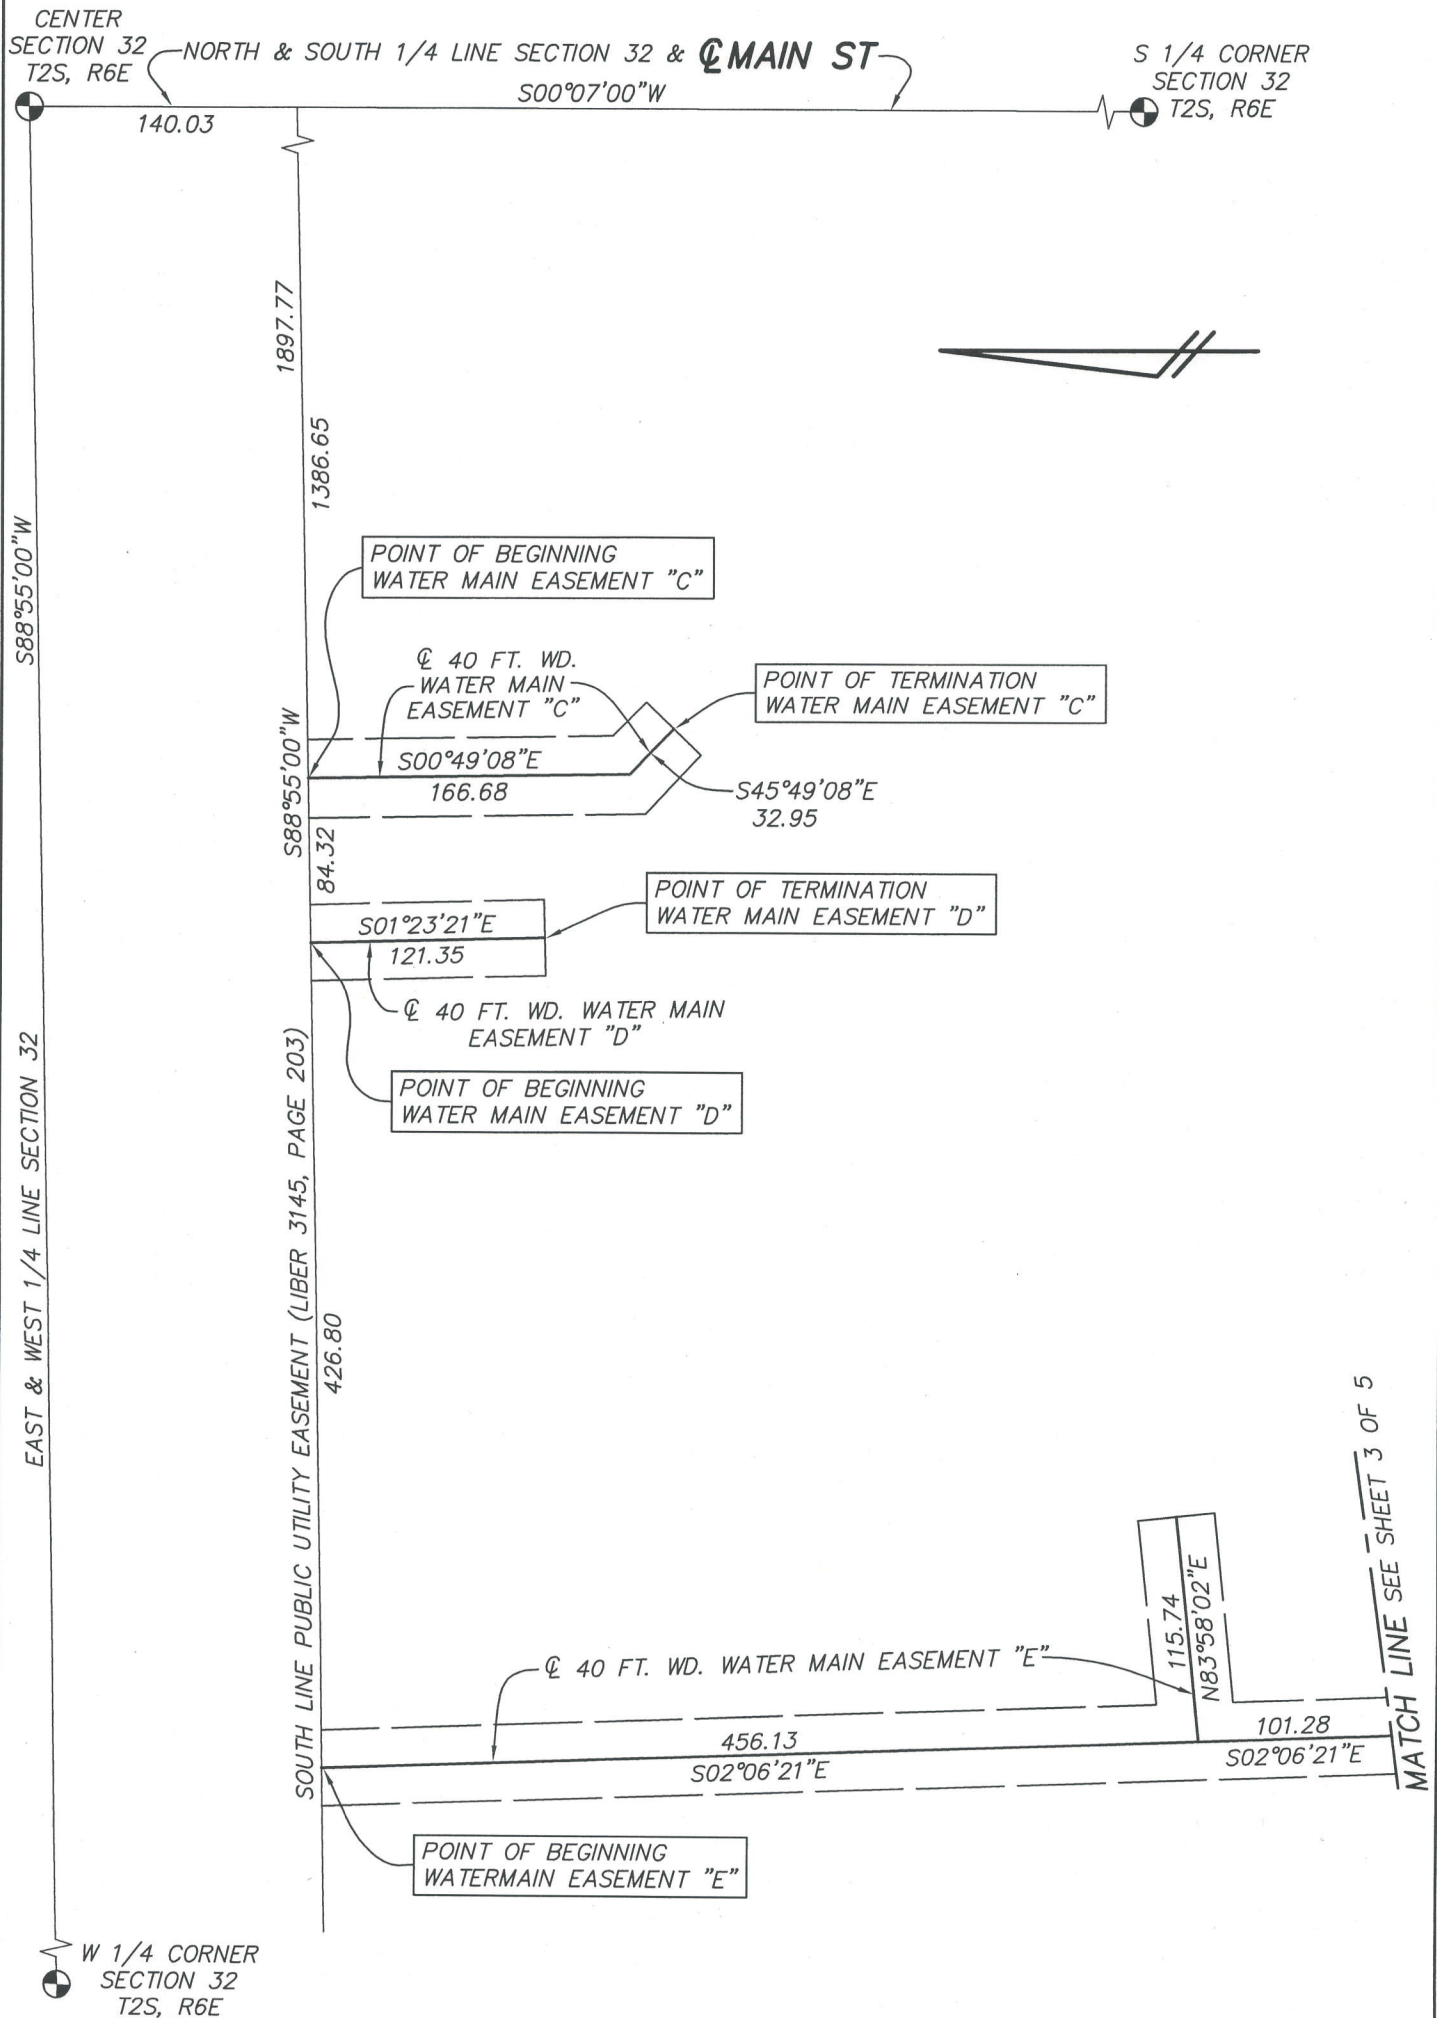 CENTER
SECTION 32
T2S, R6E
NORTH & SOUTH 1/4 LINE SECTION 32 & ℄ MAIN ST
S00°07'00"W
140.03
S 1/4 CORNER
SECTION 32
T2S, R6E
1897.77
1386.65
S88°55'00"W
POINT OF BEGINNING
WATER MAIN EASEMENT "C"
℄ 40 FT. WD.
WATER MAIN
EASEMENT "C"
POINT OF TERMINATION
WATER MAIN EASEMENT "C"
S88°55'00"W
S00°49'08"E
166.68
S45°49'08"E
32.95
84.32
POINT OF TERMINATION
WATER MAIN EASEMENT "D"
S01°23'21"E
121.35
℄ 40 FT. WD. WATER MAIN
EASEMENT "D"
POINT OF BEGINNING
WATER MAIN EASEMENT "D"
EAST & WEST 1/4 LINE SECTION 32
SOUTH LINE PUBLIC UTILITY EASEMENT (LIBER 3145, PAGE 203)
426.80
115.74
N83°58'02"E
MATCH LINE SEE SHEET 3 OF 5
℄ 40 FT. WD. WATER MAIN EASEMENT "E"
456.13
S02°06'21"E
101.28
S02°06'21"E
POINT OF BEGINNING
WATERMAIN EASEMENT "E"
W 1/4 CORNER
SECTION 32
T2S, R6E